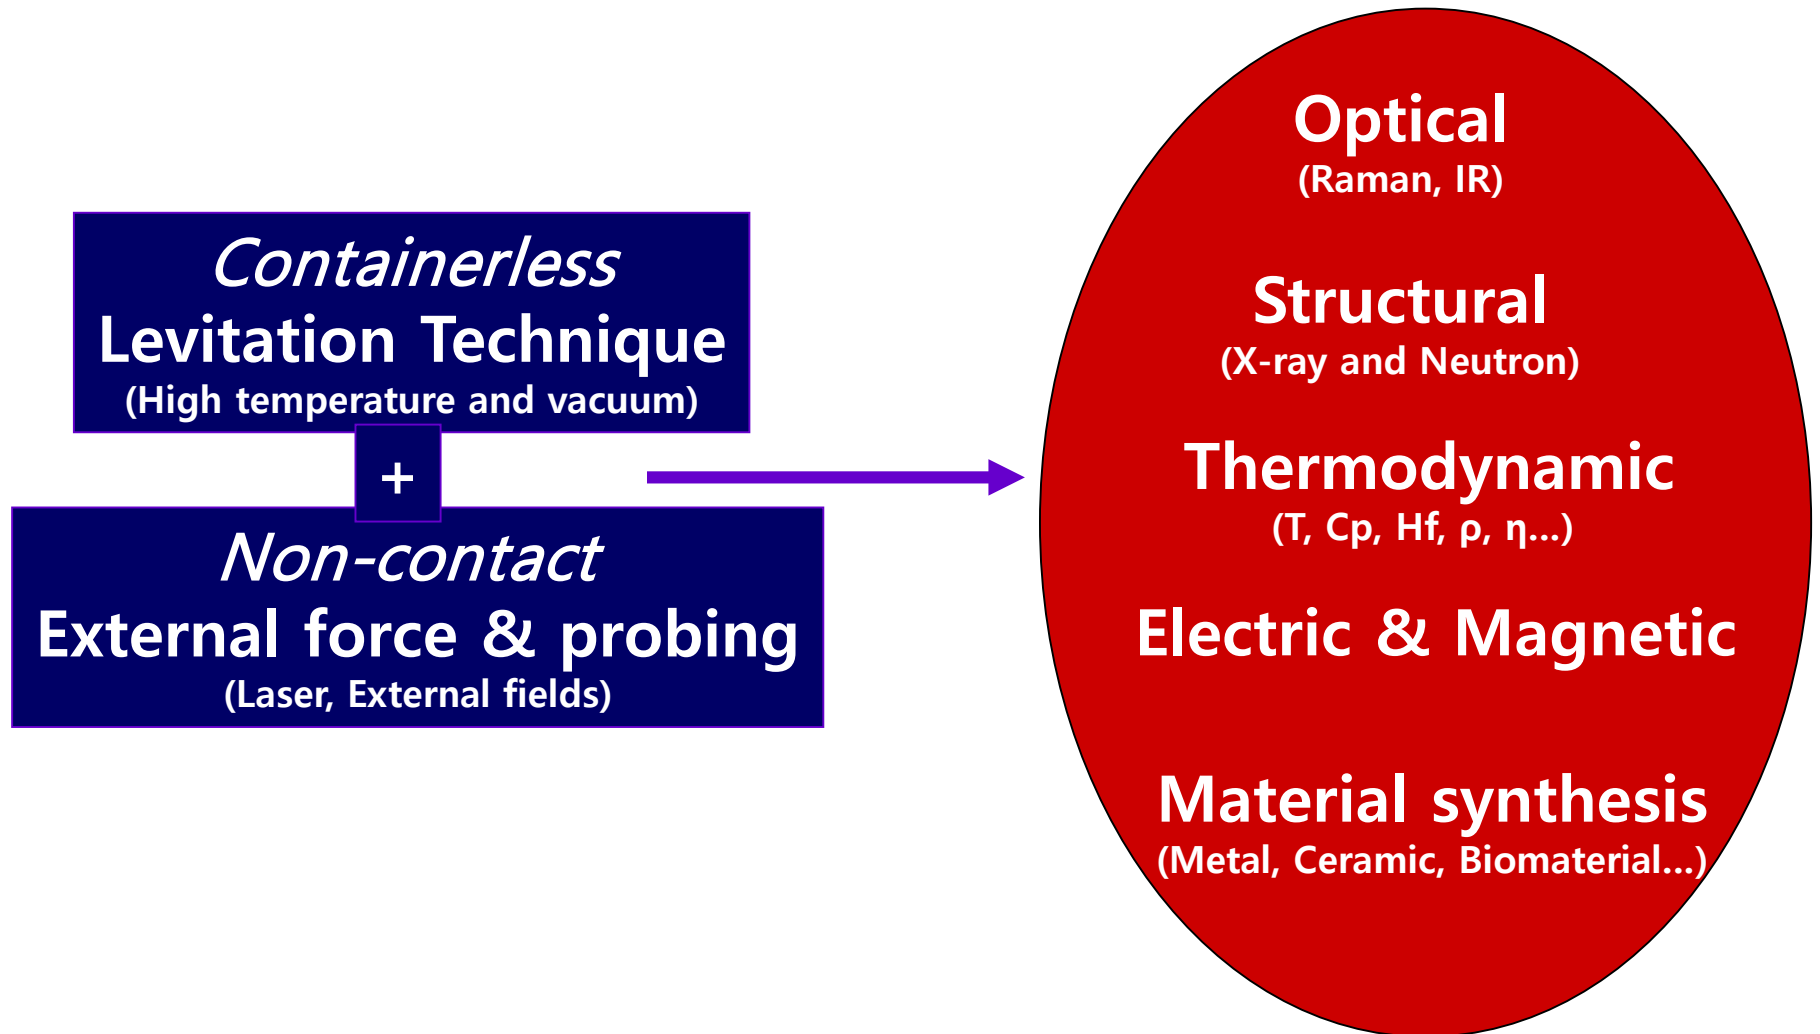 Containerless
Levitation Technique
(High temperature and vacuum)
+
Non-contact
External force & probing
(Laser, External fields)
Optical
(Raman, IR)
Structural
(X-ray and Neutron)
Thermodynamic
(T, Cp, Hf, ρ, η...)
Electric & Magnetic
Material synthesis
(Metal, Ceramic, Biomaterial...)